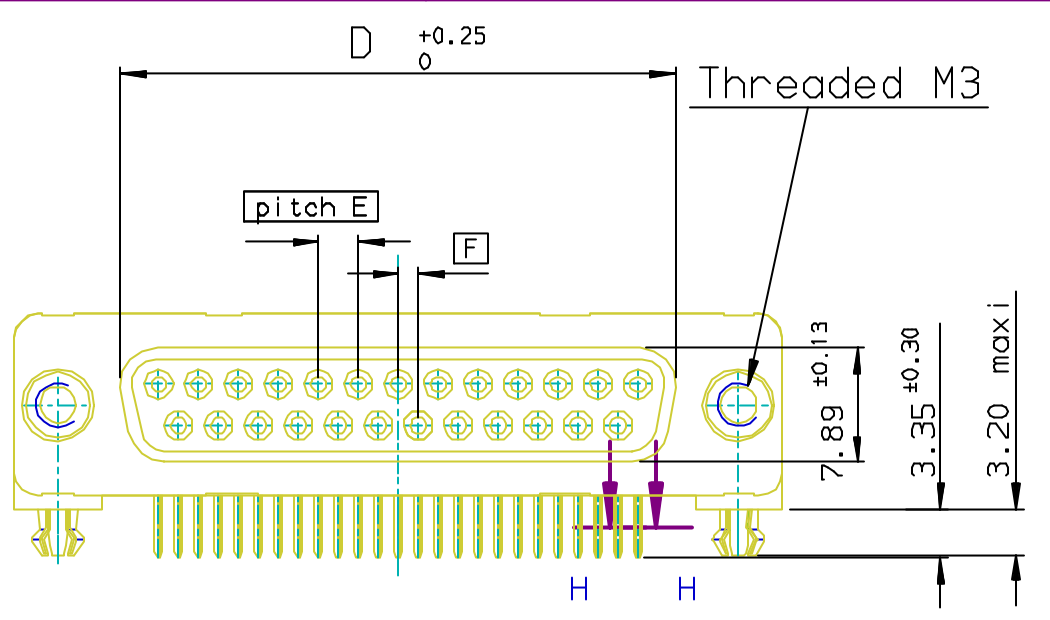 D +0.25
0
Threaded M3
pitch E
F
7.89 ±0.13
3.35 ±0.30
3.20 maxi
H H